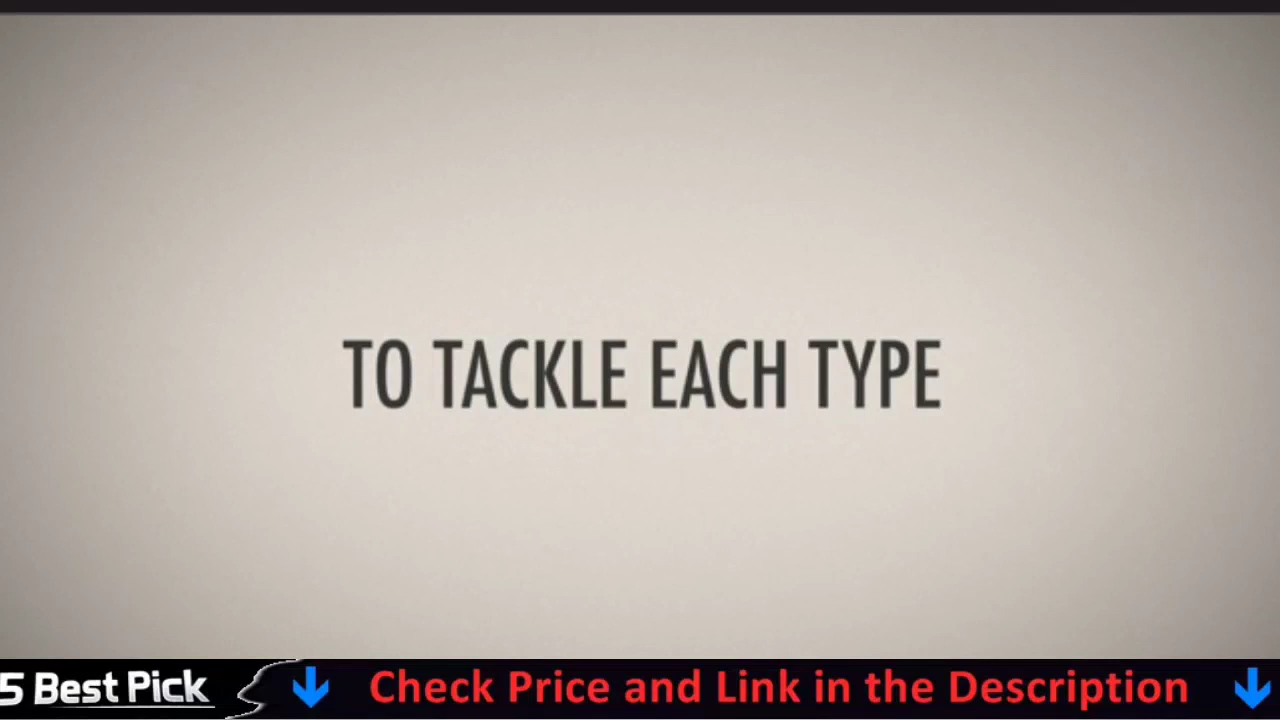 TO TACKLE EACH TYPE
5 Best Pick
Check Price and Link in the Description